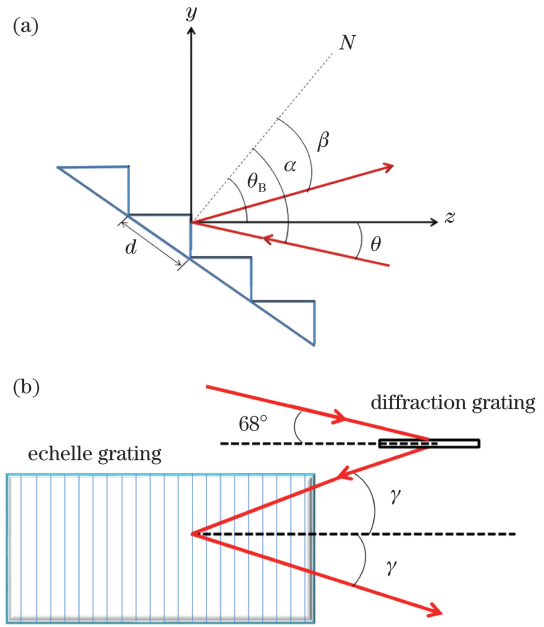 (a)
y
N
β
α
θB
z
θ
d
(b)
diffraction grating
68°
echelle grating
γ
γ